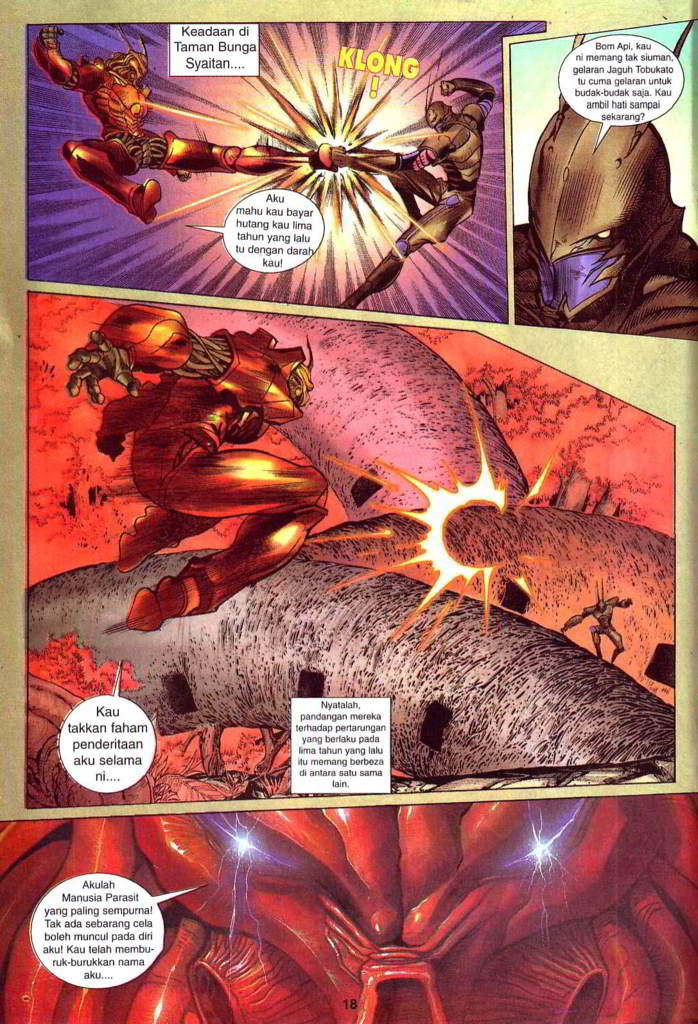 Keadaan di
Taman Bunga
Syaitan....
KLONG
!
Aku
mahu kau bayar
hutang kau lima
tahun yang lalu
tu dengan darah
kau!
Bom Api, kau
ni memang tak siuman,
gelaran Jaguh Tobukato
tu cuma gelaran untuk
budak-budak saja. Kau
ambil hati sampai
sekarang?
Kau
takkan faham
penderitaan
aku selama
ni....
Nyatalah,
pandangan mereka
terhadap pertarungan
yang berlaku pada
lima tahun yang lalu
itu memang berbeza
di antara satu sama
lain.
Akulah
Manusia Parasit
yang paling sempurna!
Tak ada sebarang cela
boleh muncul pada diri
aku! Kau telah membu-
ruk-burukkan nama
aku....
18